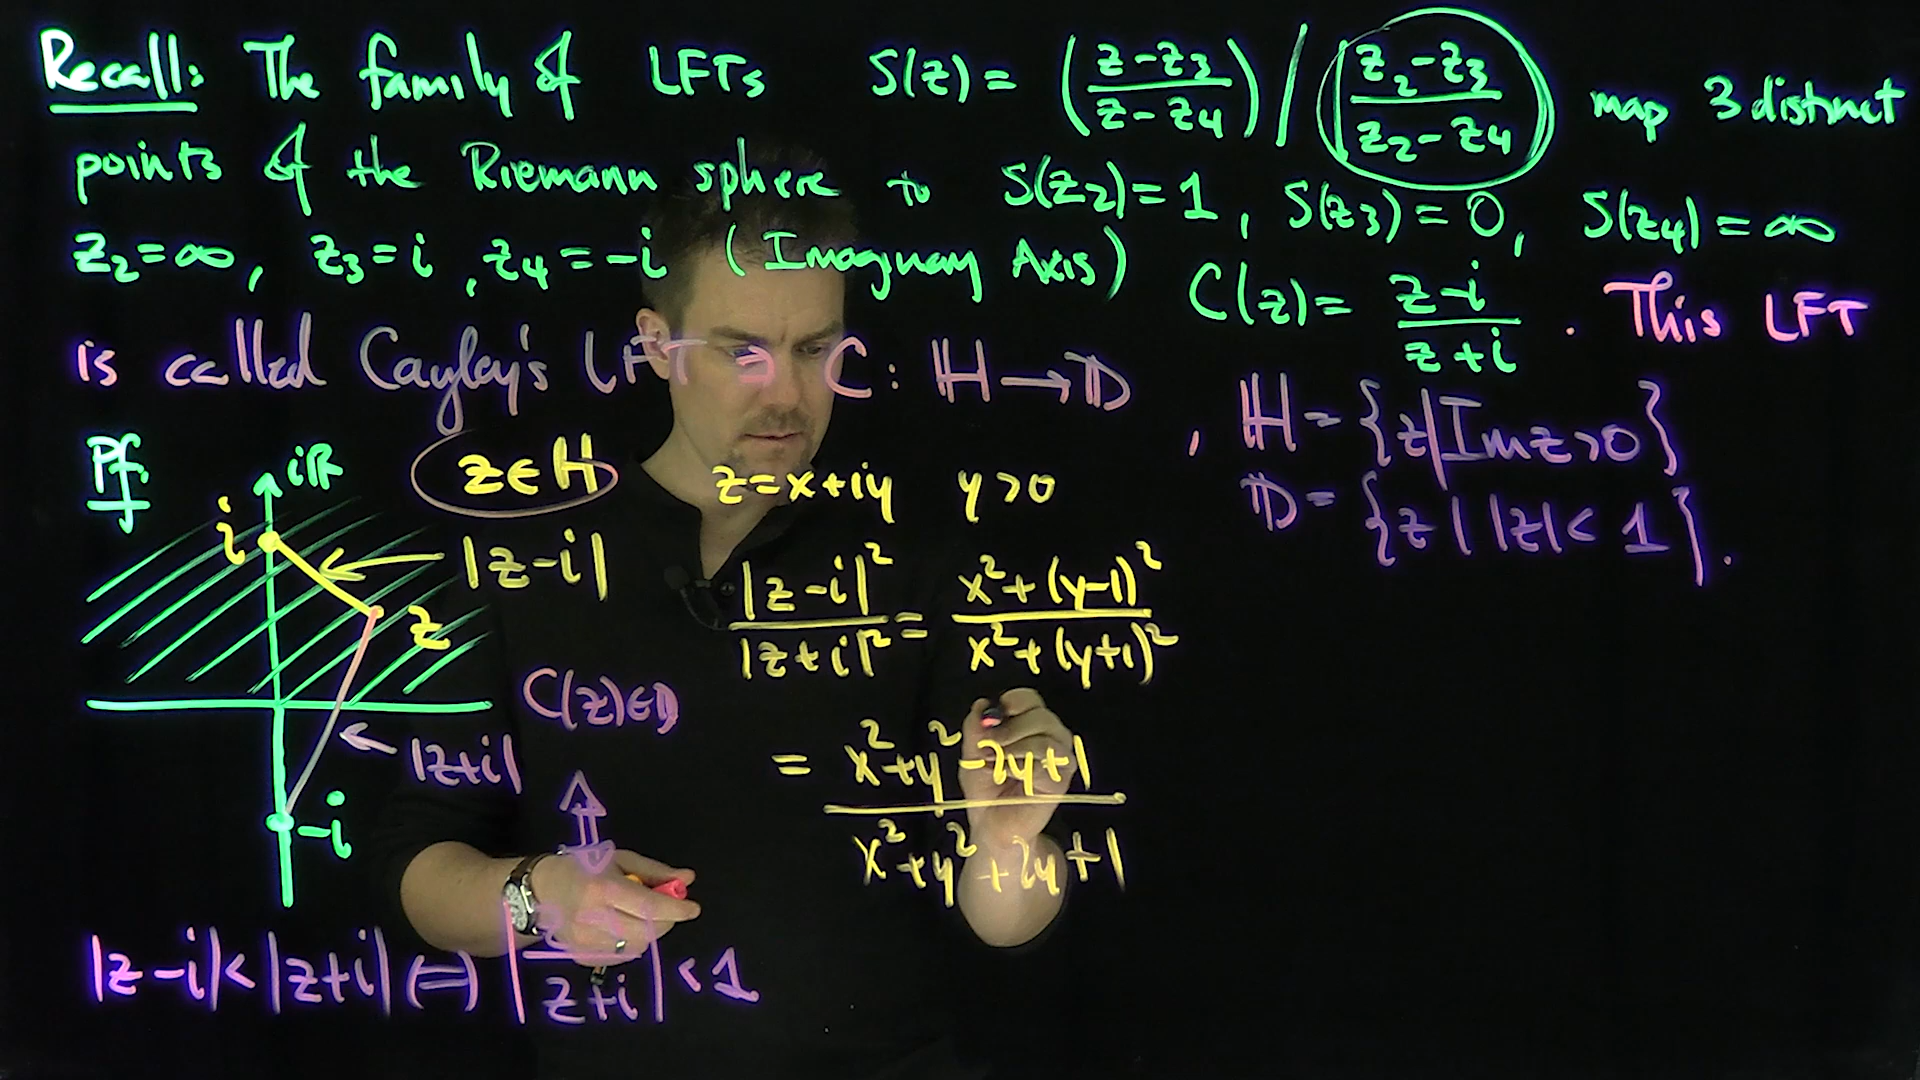 Recall: The family of LFTs S(z) = ((z-z₃)/(z-z₄)) / ((z₂-z₃)/(z₂-z₄)) map 3 distinct
points of the Riemann sphere to S(z₂)=1, S(z₃)=0, S(z₄)=∞
z₂=∞, z₃=i, z₄=-i (Imaginary Axis) C(z)= (z-i)/(z+i). This LFT
is called Cayley's LFT C: ℍ→𝔻, ℍ={z|Im z>0}
𝔻={z| |z|<1}.
Pf:
iℝ
i
z∈ℍ z=x+iy y>0
|z-i|
z
|z-i|²/|z+i|² = (x²+(y-1)²)/(x²+(y+1)²)
C(z)∈𝔻
|z+i|
-i
⇕
= (x²+y²-2y+1)/(x²+y²+2y+1)
|z-i|<|z+i| ⇔ |z-i/z+i|<1